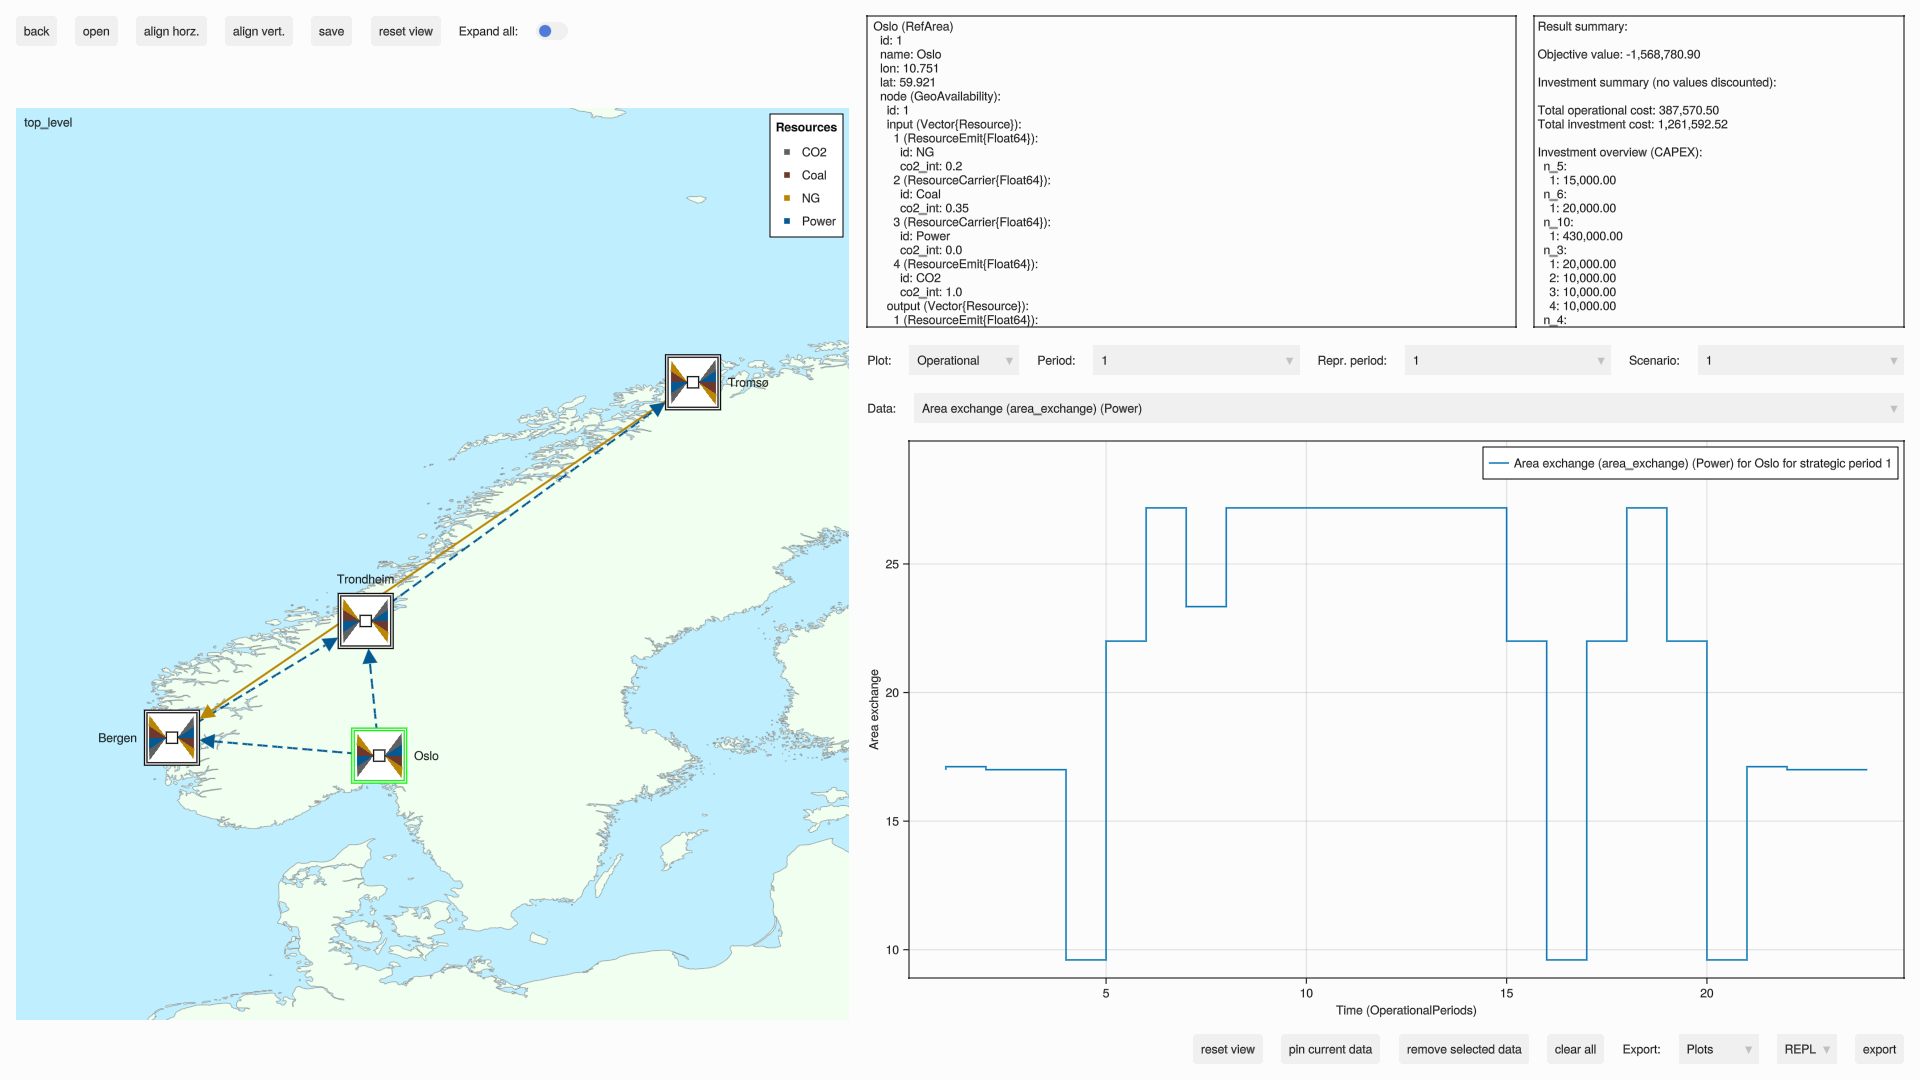 back open align horz. align vert. save reset view Expand all:
top_level
Resources
CO2
Coal
NG
Power
Tromsø
Trondheim
Bergen
Oslo
Oslo (RefArea)
id: 1
name: Oslo
lon: 10.751
lat: 59.921
node (GeoAvailability):
id: 1
input (Vector{Resource}):
1 (ResourceEmit{Float64}):
id: NG
co2_int: 0.2
2 (ResourceCarrier{Float64}):
id: Coal
co2_int: 0.35
3 (ResourceCarrier{Float64}):
id: Power
co2_int: 0.0
4 (ResourceEmit{Float64}):
id: CO2
co2_int: 1.0
output (Vector{Resource}):
1 (ResourceEmit{Float64}):
Result summary:
Objective value: -1,568,780.90
Investment summary (no values discounted):
Total operational cost: 387,570.50
Total investment cost: 1,261,592.52
Investment overview (CAPEX):
n_5:
1: 15,000.00
n_6:
1: 20,000.00
n_10:
1: 430,000.00
n_3:
1: 20,000.00
2: 10,000.00
3: 10,000.00
4: 10,000.00
n_4:
Plot: Operational Period: 1 Repr. period: 1 Scenario: 1
Data: Area exchange (area_exchange) (Power)
Area exchange (area_exchange) (Power) for Oslo for strategic period 1
25
20
15
10
Area exchange
5 10 15 20
Time (OperationalPeriods)
reset view pin current data remove selected data clear all Export: Plots REPL export